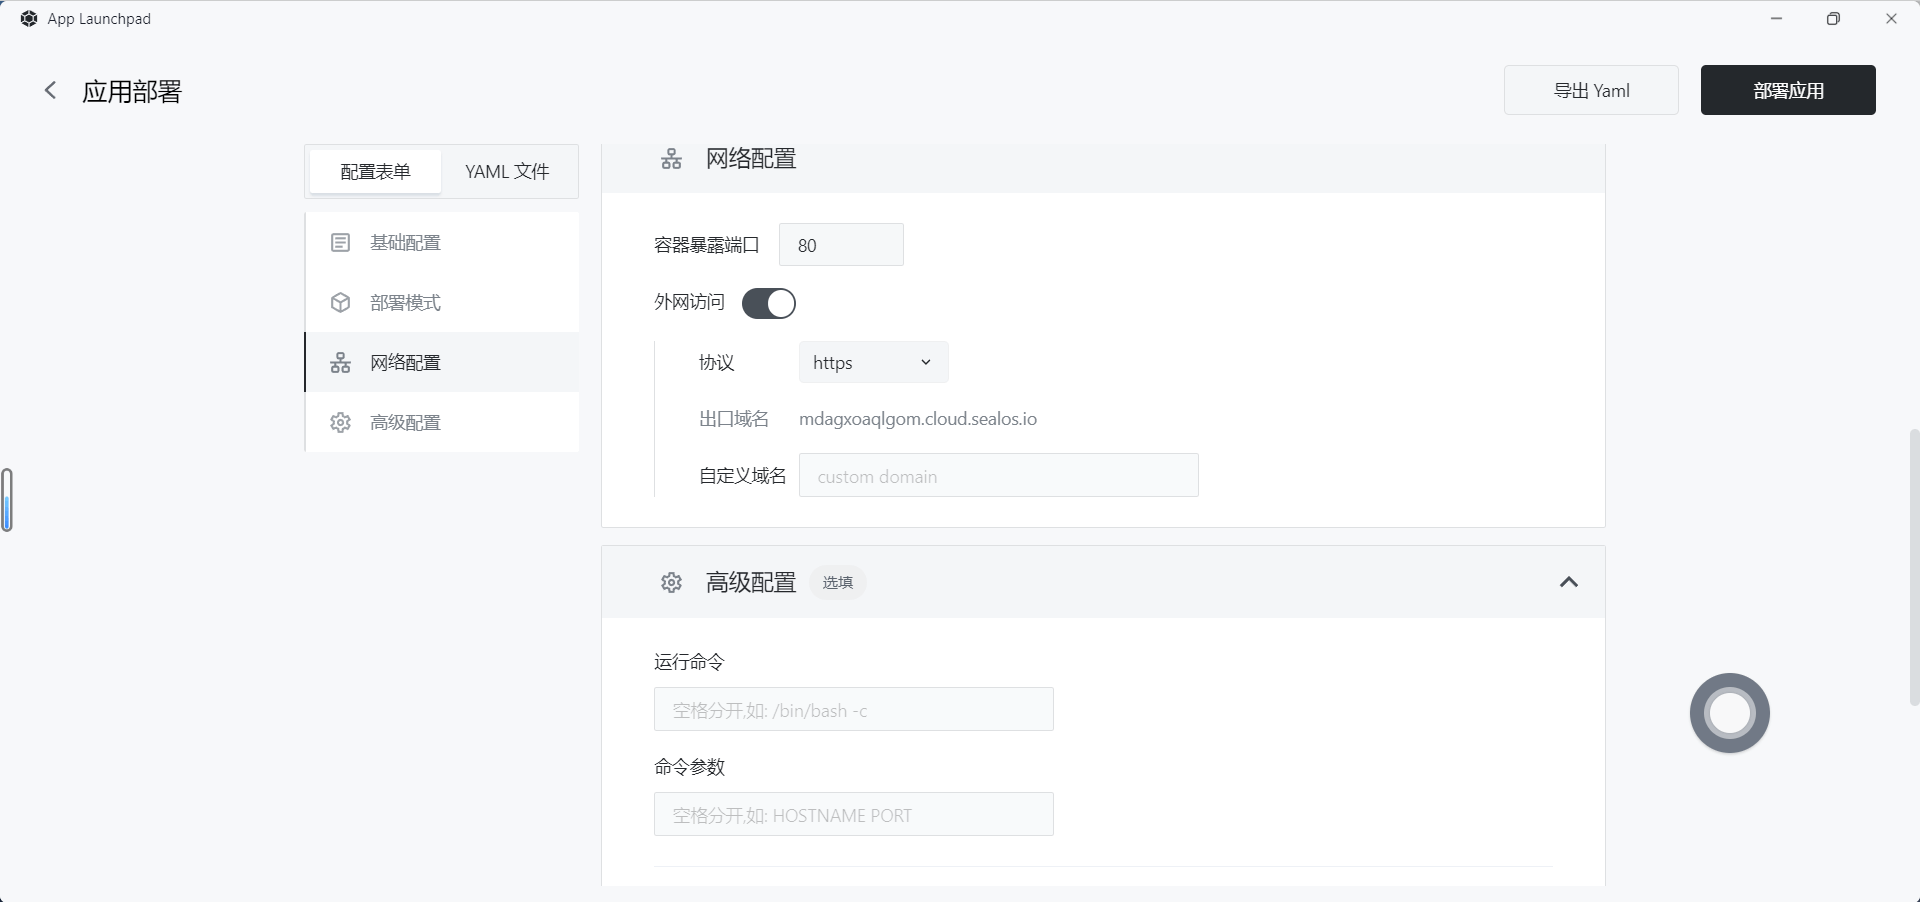 App Launchpad
应用部署
导出 Yaml
部署应用
配置表单
YAML 文件
基础配置
部署模式
网络配置
高级配置
网络配置
容器暴露端口
80
外网访问
协议
https
出口域名
mdagxoaqlgom.cloud.sealos.io
自定义域名
custom domain
高级配置
选填
运行命令
空格分开,如: /bin/bash -c
命令参数
空格分开,如: HOSTNAME PORT